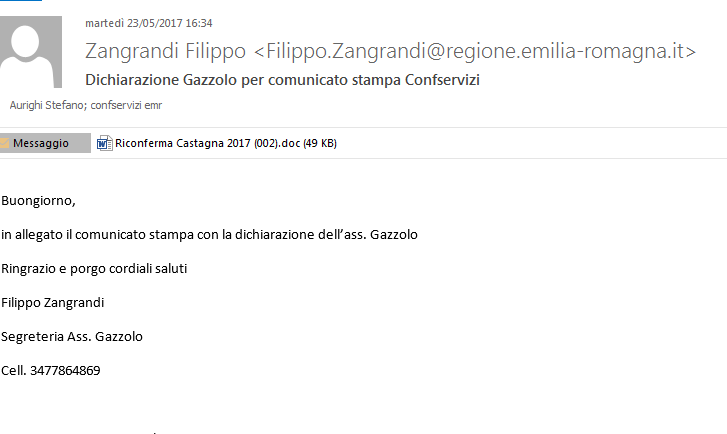 martedì 23/05/2017 16:34
Zangrandi Filippo <Filippo.Zangrandi@regione.emilia-romagna.it>
Dichiarazione Gazzolo per comunicato stampa Confservizi
Aurighi Stefano; confservizi emr
Messaggio
Riconferma Castagna 2017 (002).doc (49 KB)
Buongiorno,
in allegato il comunicato stampa con la dichiarazione dell'ass. Gazzolo
Ringrazio e porgo cordiali saluti
Filippo Zangrandi
Segreteria Ass. Gazzolo
Cell. 3477864869